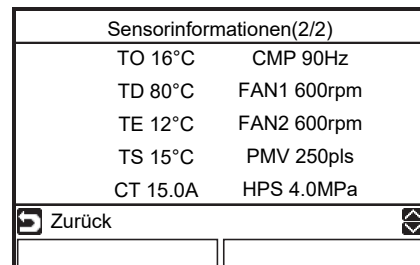 Sensorinformationen(2/2)
TO 16°C CMP 90Hz
TD 80°C FAN1 600rpm
TE 12°C FAN2 600rpm
TS 15°C PMV 250pls
CT 15.0A HPS 4.0MPa
Zurück